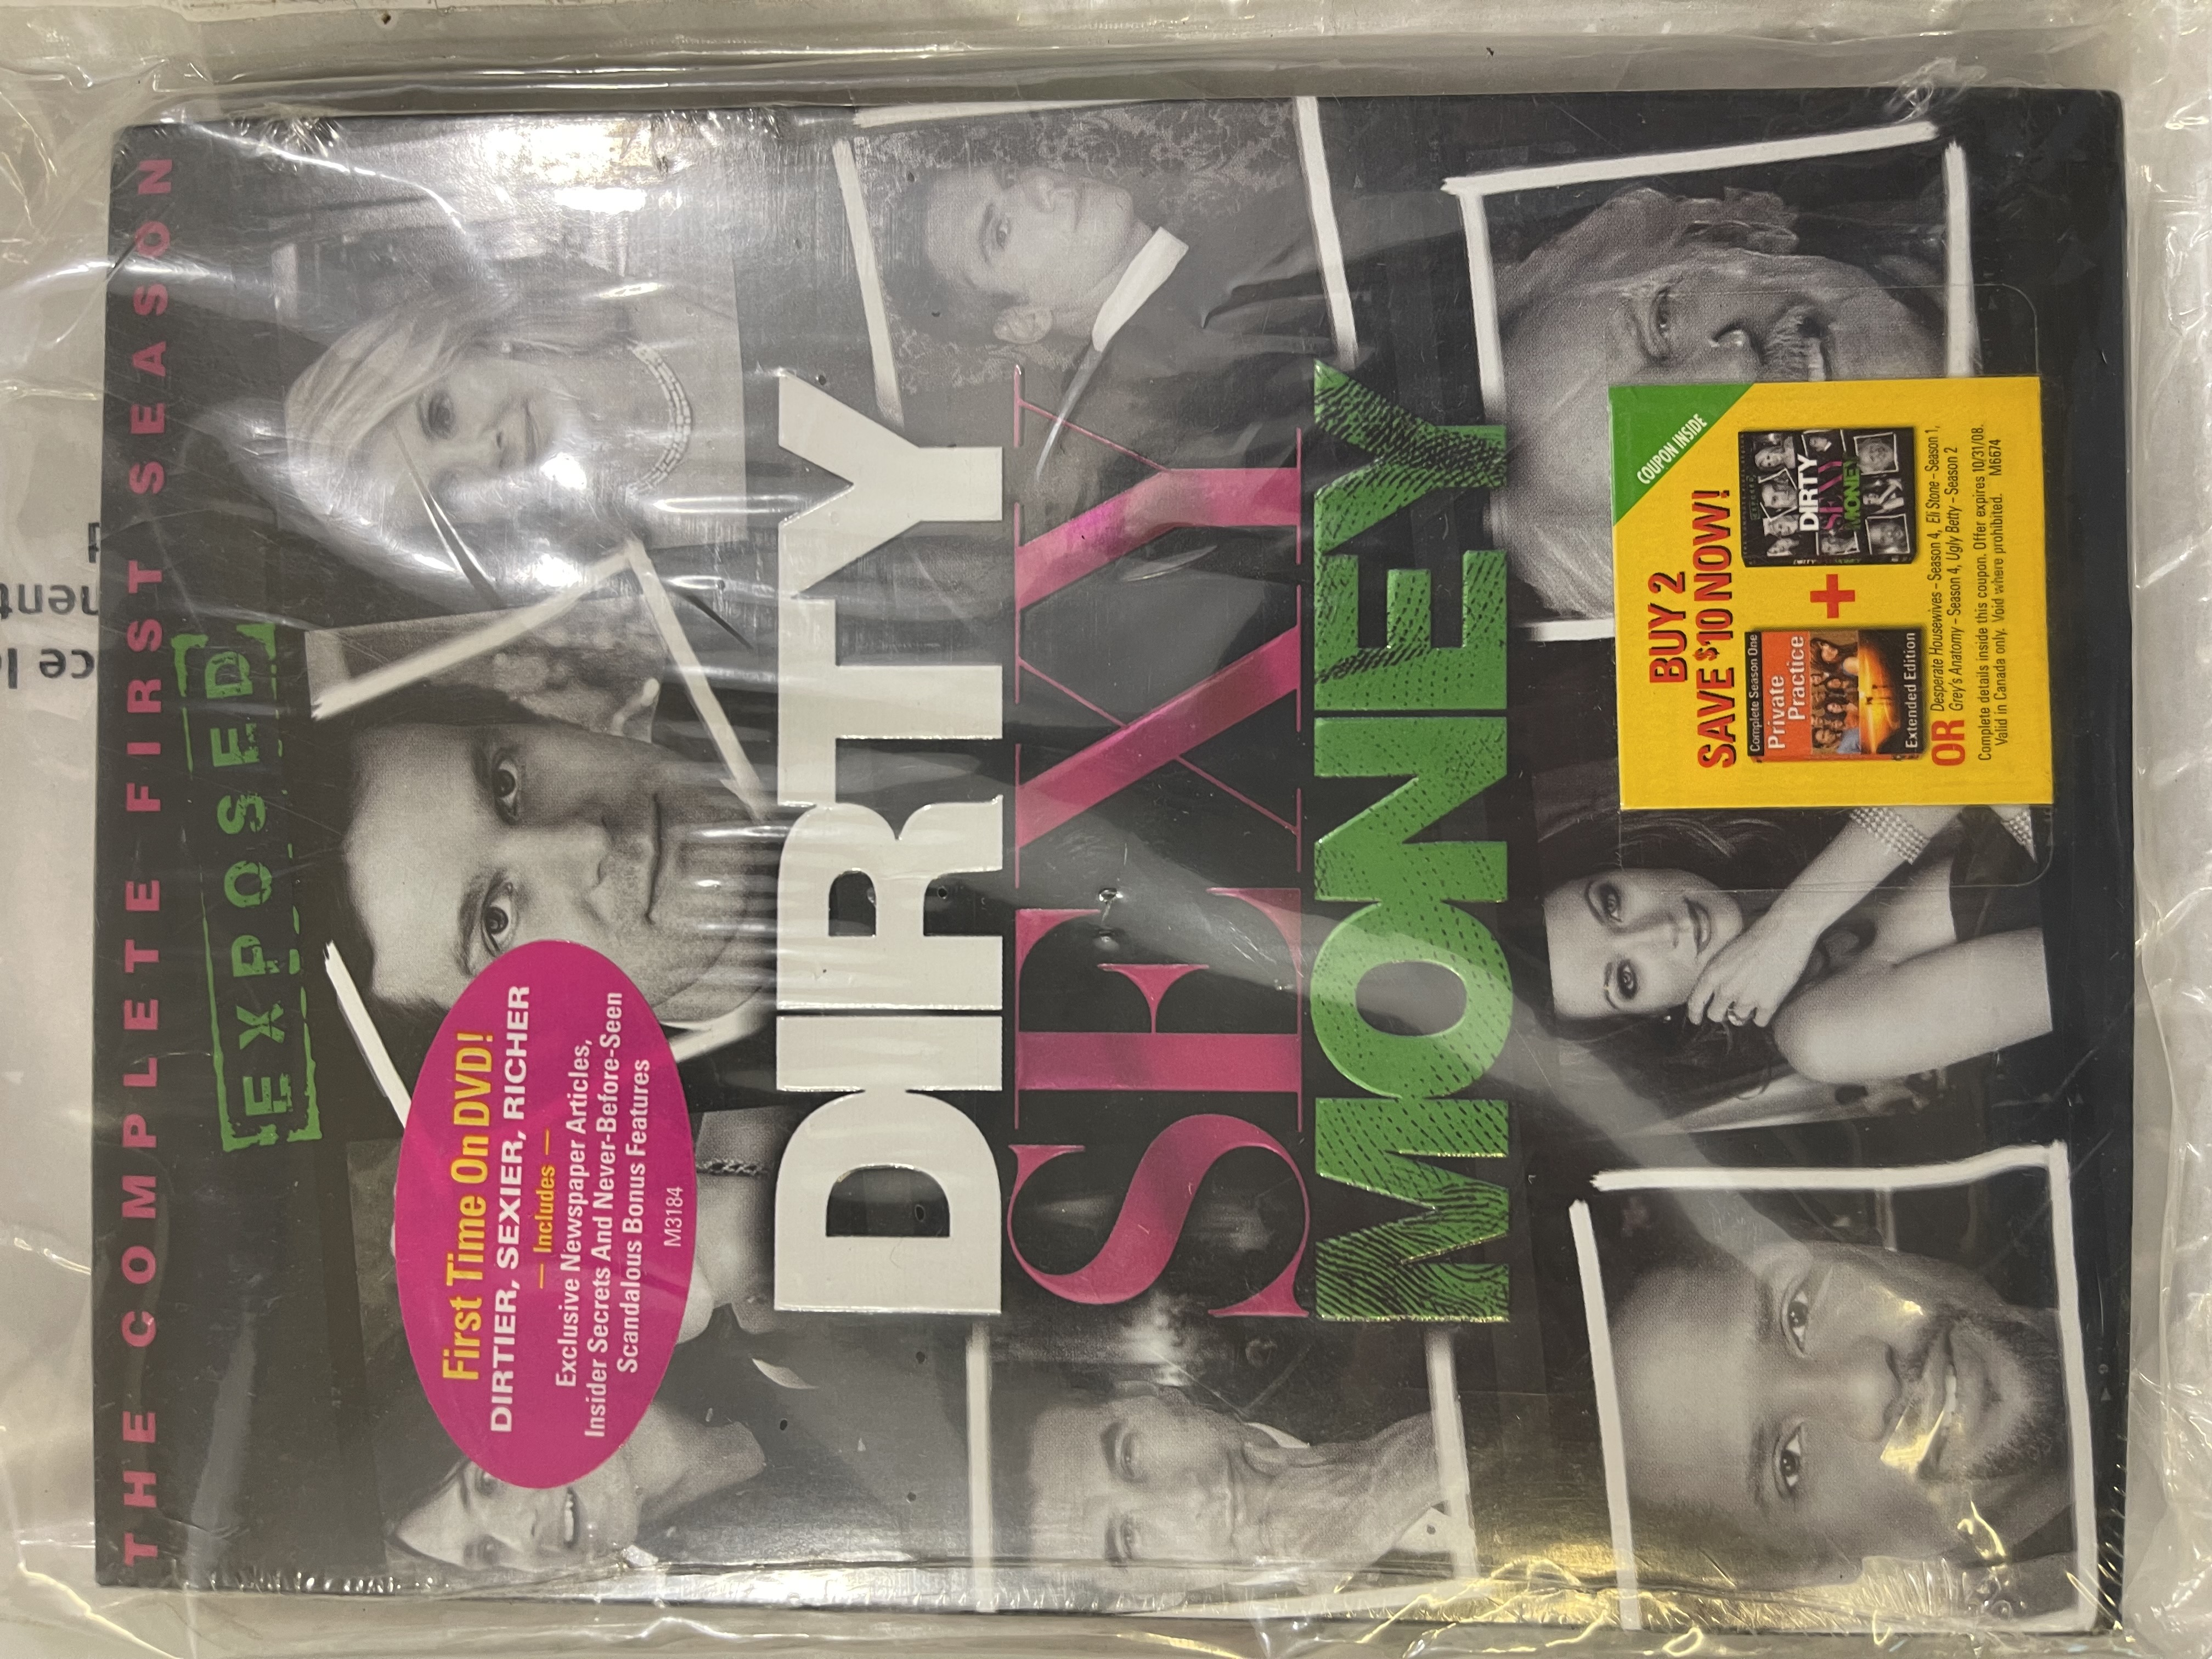 THE COMPLETE FIRST SEASON
EXPOSED
First Time On DVD!
DIRTIER, SEXIER, RICHER
— Includes —
Exclusive Newspaper Articles,
Insider Secrets And Never-Before-Seen
Scandalous Bonus Features
M3184
DIRTY
SEXY
MONEY
COUPON INSIDE
BUY 2
SAVE $10 NOW!
Complete Season One
Private
Practice
Extended Edition
+
DIRTY
SEXY
MONEY
OR
Desperate Housewives – Season 4, Eli Stone - Season 1,
Grey's Anatomy – Season 4, Ugly Betty – Season 2
Complete details inside this coupon. Offer expires 10/31/08.
Valid in Canada only. Void where prohibited. M6674